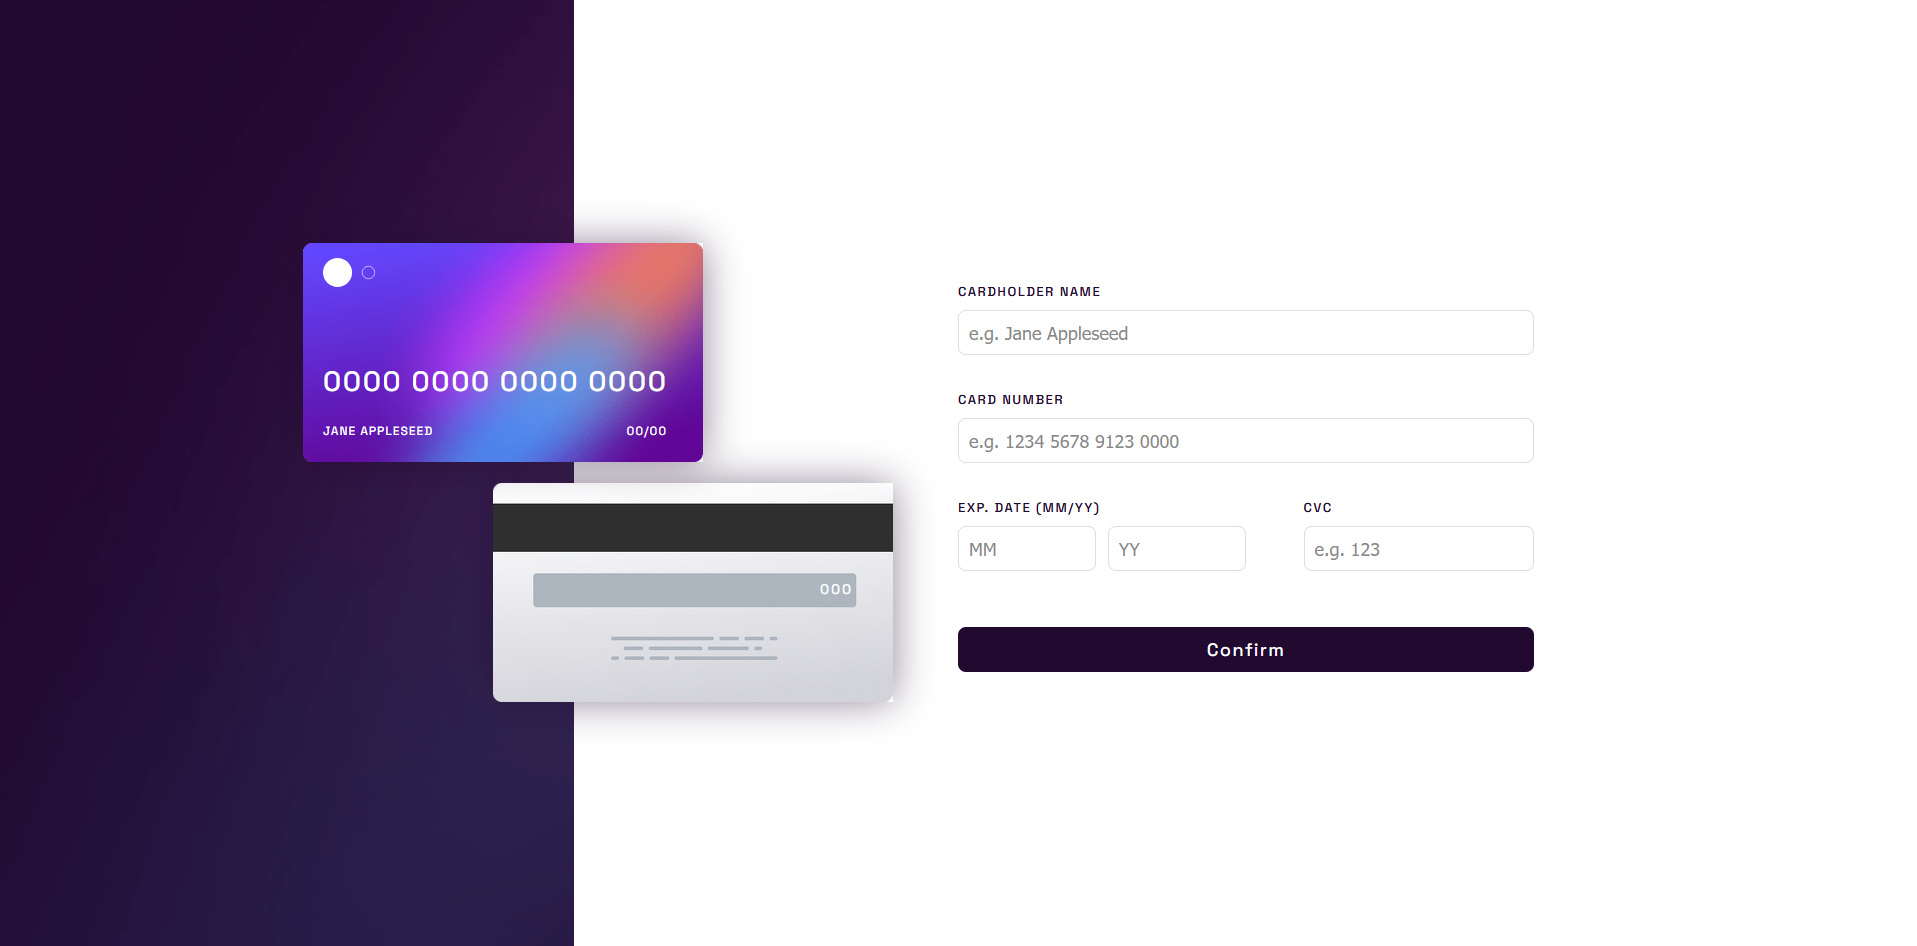 0000 0000 0000 0000
JANE APPLESEED 00/00
000
CARDHOLDER NAME
e.g. Jane Appleseed
CARD NUMBER
e.g. 1234 5678 9123 0000
EXP. DATE (MM/YY) CVC
MM YY e.g. 123
Confirm